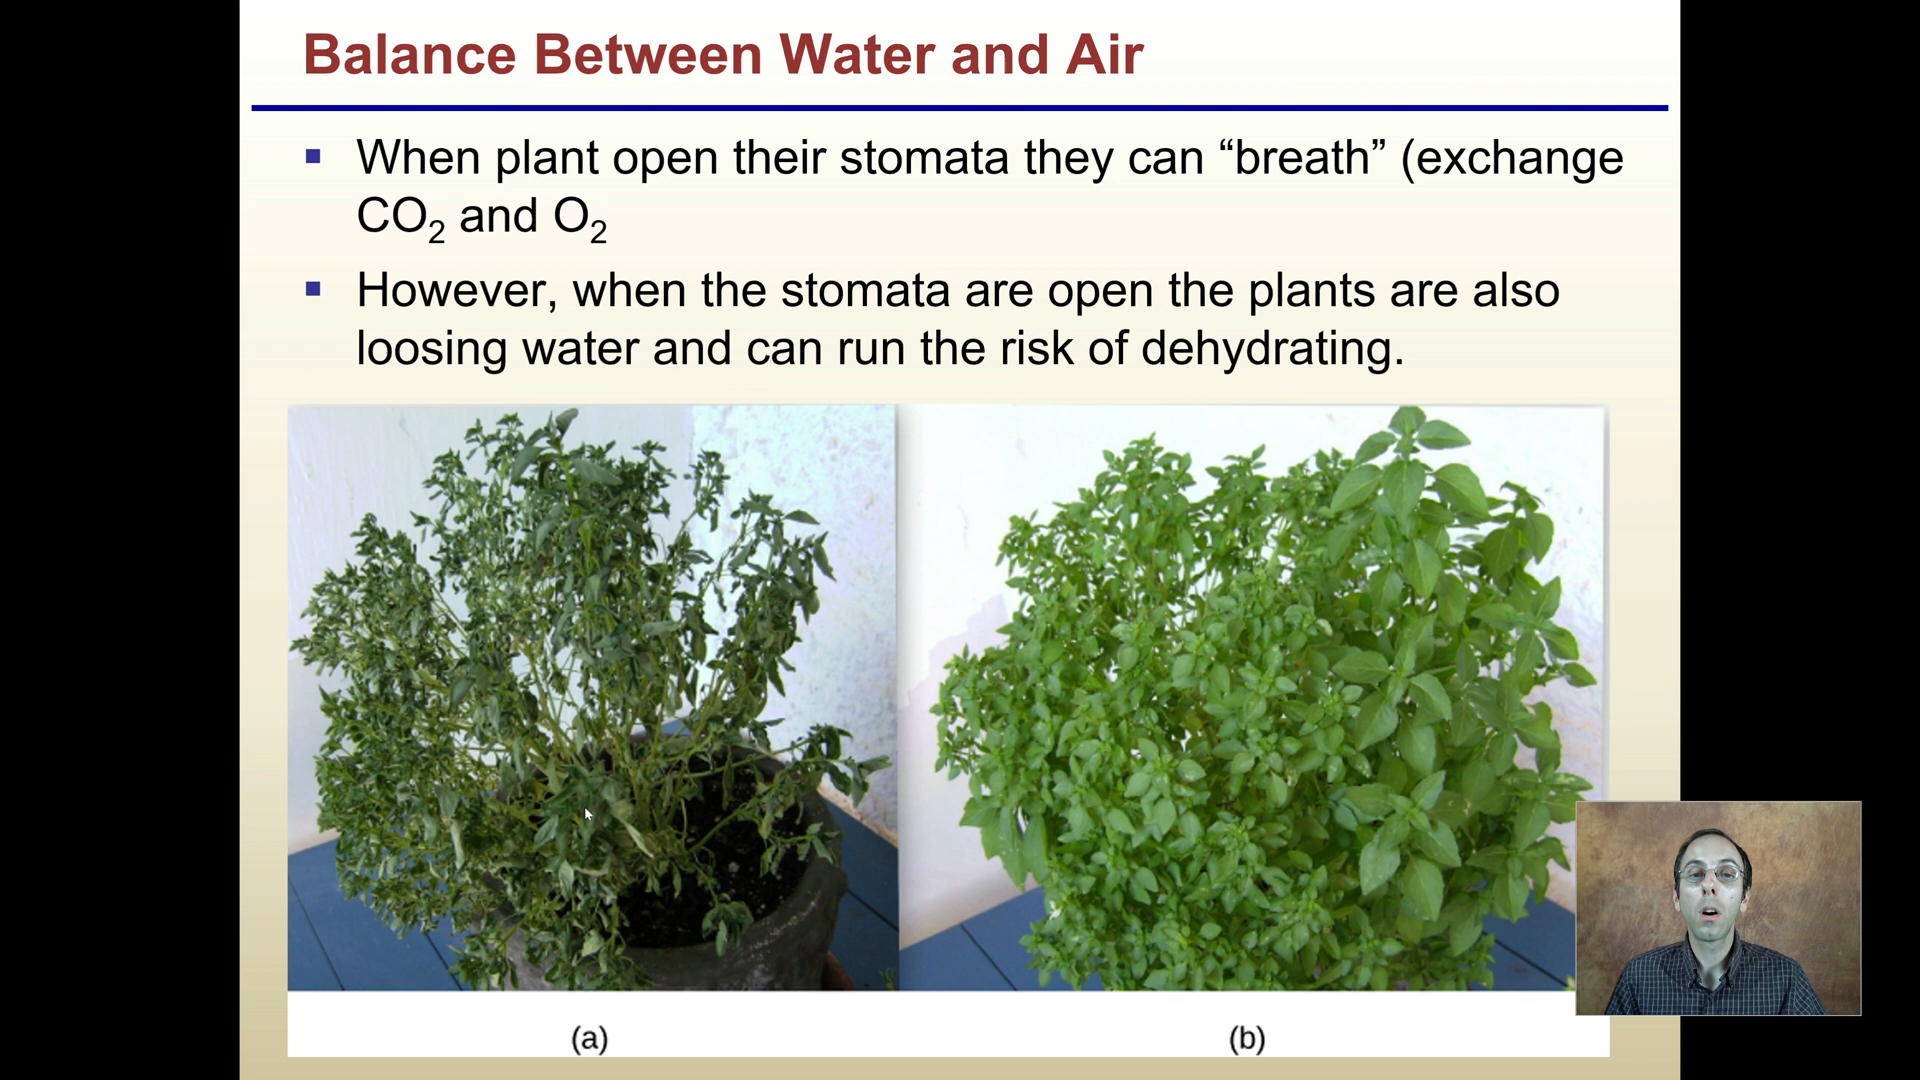 Balance Between Water and Air
▪ When plant open their stomata they can “breath” (exchange
CO₂ and O₂
▪ However, when the stomata are open the plants are also
loosing water and can run the risk of dehydrating.
(a)
(b)